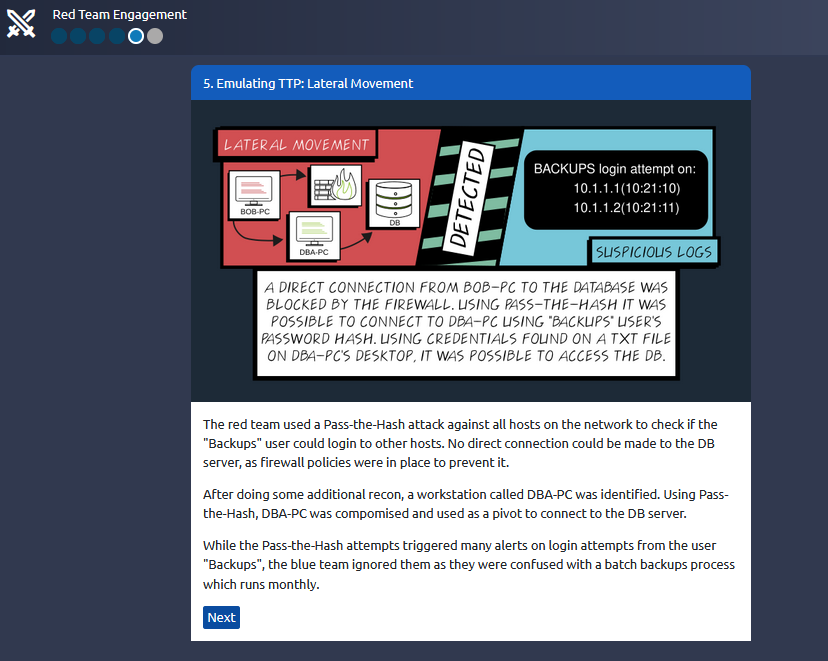 Red Team Engagement
5. Emulating TTP: Lateral Movement
LATERAL MOVEMENT
BOB-PC
DBA-PC
DB
DETECTED
BACKUPS login attempt on:
10.1.1.1(10:21:10)
10.1.1.2(10:21:11)
SUSPICIOUS LOGS
A DIRECT CONNECTION FROM BOB-PC TO THE DATABASE WAS
BLOCKED BY THE FIREWALL. USING PASS-THE-HASH IT WAS
POSSIBLE TO CONNECT TO DBA-PC USING "BACKUPS" USER'S
PASSWORD HASH. USING CREDENTIALS FOUND ON A TXT FILE
ON DBA-PC'S DESKTOP, IT WAS POSSIBLE TO ACCESS THE DB.
The red team used a Pass-the-Hash attack against all hosts on the network to check if the
"Backups" user could login to other hosts. No direct connection could be made to the DB
server, as firewall policies were in place to prevent it.
After doing some additional recon, a workstation called DBA-PC was identified. Using Pass-
the-Hash, DBA-PC was compomised and used as a pivot to connect to the DB server.
While the Pass-the-Hash attempts triggered many alerts on login attempts from the user
"Backups", the blue team ignored them as they were confused with a batch backups process
which runs monthly.
Next